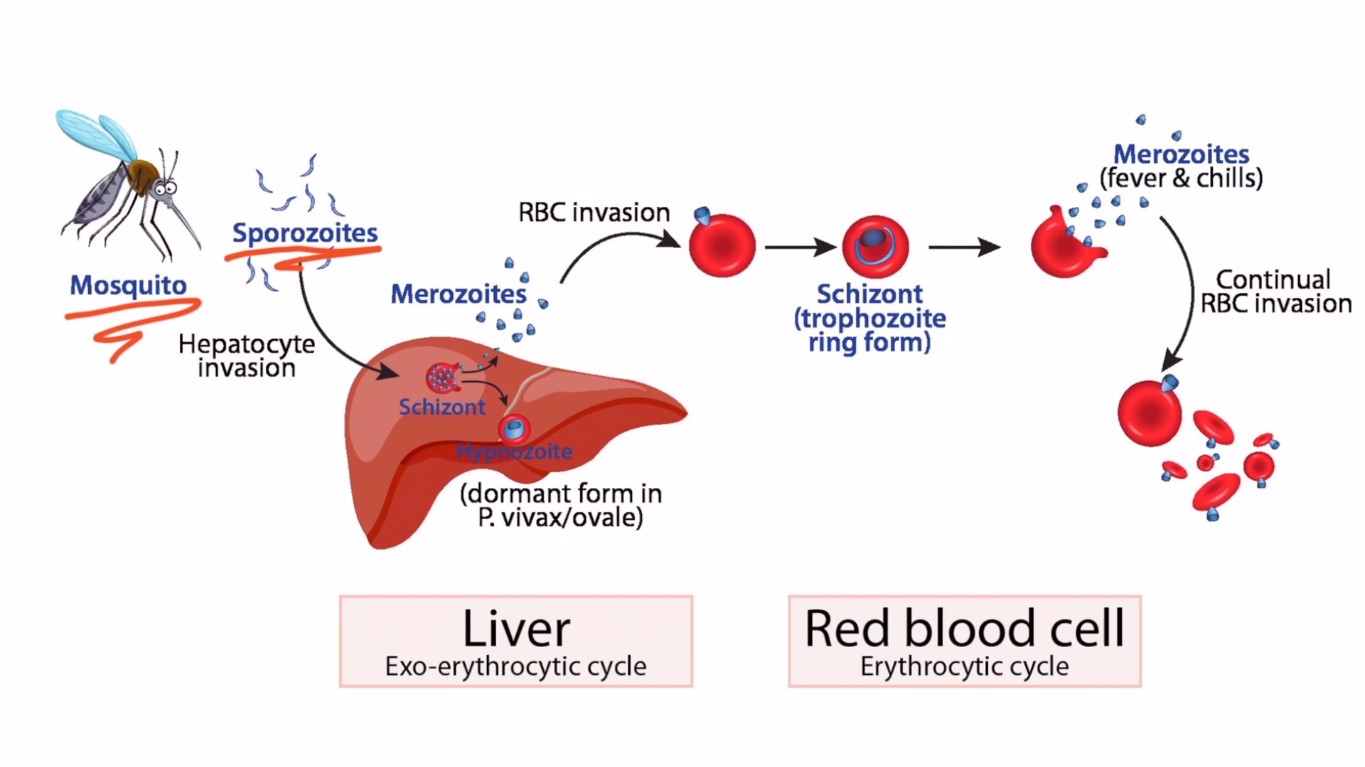 Mosquito
Sporozoites
Hepatocyte
invasion
Merozoites
Schizont
Hypnozoite
(dormant form in
P. vivax/ovale)
RBC invasion
Schizont
(trophozoite
ring form)
Merozoites
(fever & chills)
Continual
RBC invasion
Liver
Exo-erythrocytic cycle
Red blood cell
Erythrocytic cycle